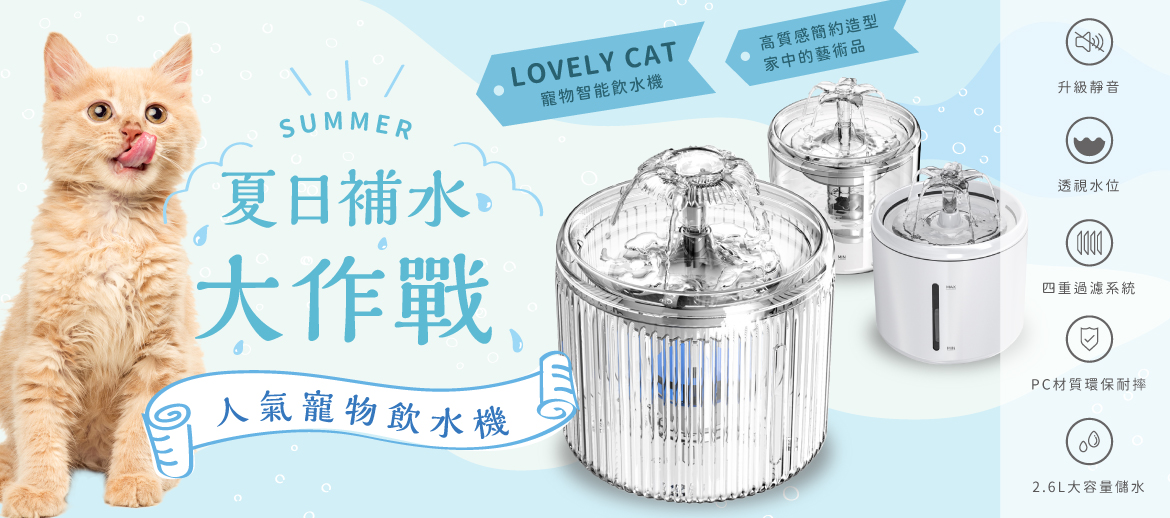 LOVELY CAT
寵物智能飲水機
高質感簡約造型
家中的藝術品
SUMMER
夏日補水
大作戰
人氣寵物飲水機
升級靜音
透視水位
四重過濾系統
PC材質環保耐摔
2.6L大容量儲水